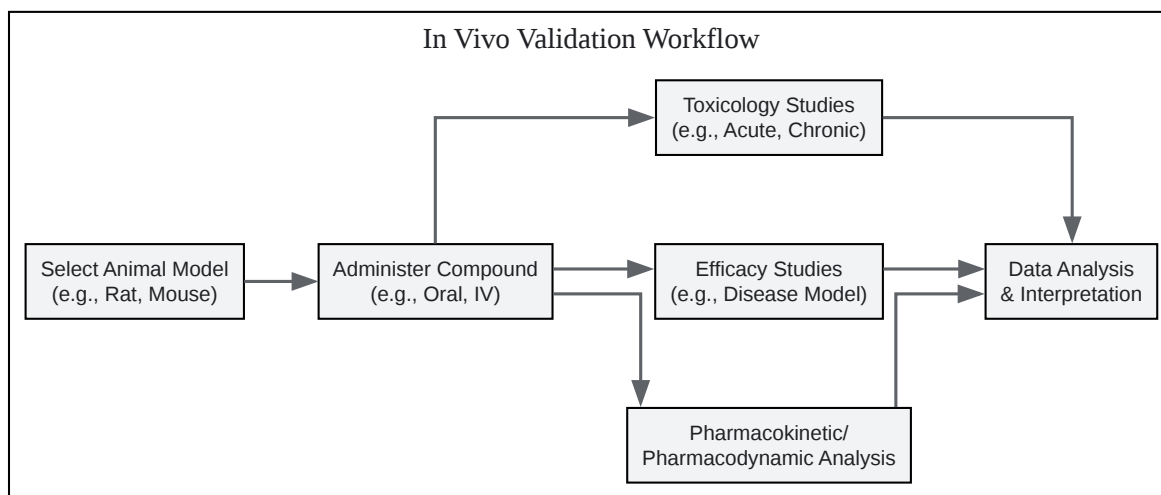 In Vivo Validation Workflow
Toxicology Studies
(e.g., Acute, Chronic)
Select Animal Model
(e.g., Rat, Mouse)
Administer Compound
(e.g., Oral, IV)
Efficacy Studies
(e.g., Disease Model)
Data Analysis
& Interpretation
Pharmacokinetic/
Pharmacodynamic Analysis